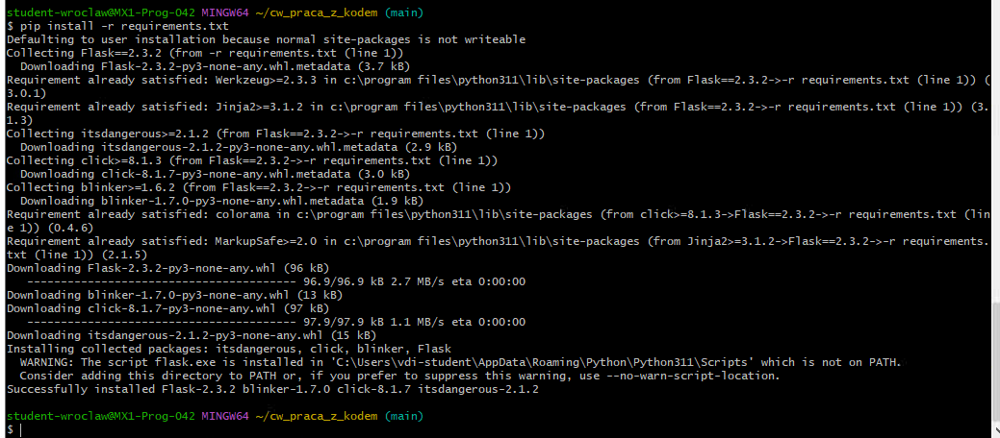 student-wroclaw@MX1-Prog-042 MINGW64 ~/cw_praca_z_kodem (main)
$ pip install -r requirements.txt
Defaulting to user installation because normal site-packages is not writeable
Collecting Flask==2.3.2 (from -r requirements.txt (line 1))
  Downloading Flask-2.3.2-py3-none-any.whl.metadata (3.7 kB)
Requirement already satisfied: Werkzeug>=2.3.3 in c:\program files\python311\lib\site-packages (from Flask==2.3.2->-r requirements.txt (line 1)) (
3.0.1)
Requirement already satisfied: Jinja2>=3.1.2 in c:\program files\python311\lib\site-packages (from Flask==2.3.2->-r requirements.txt (line 1)) (3.
1.3)
Collecting itsdangerous>=2.1.2 (from Flask==2.3.2->-r requirements.txt (line 1))
  Downloading itsdangerous-2.1.2-py3-none-any.whl.metadata (2.9 kB)
Collecting click>=8.1.3 (from Flask==2.3.2->-r requirements.txt (line 1))
  Downloading click-8.1.7-py3-none-any.whl.metadata (3.0 kB)
Collecting blinker>=1.6.2 (from Flask==2.3.2->-r requirements.txt (line 1))
  Downloading blinker-1.7.0-py3-none-any.whl.metadata (1.9 kB)
Requirement already satisfied: colorama in c:\program files\python311\lib\site-packages (from click>=8.1.3->Flask==2.3.2->-r requirements.txt (lin
e 1)) (0.4.6)
Requirement already satisfied: MarkupSafe>=2.0 in c:\program files\python311\lib\site-packages (from Jinja2>=3.1.2->Flask==2.3.2->-r requirements.
txt (line 1)) (2.1.5)
Downloading Flask-2.3.2-py3-none-any.whl (96 kB)
   ---------------------------------------- 96.9/96.9 kB 2.7 MB/s eta 0:00:00
Downloading blinker-1.7.0-py3-none-any.whl (13 kB)
Downloading click-8.1.7-py3-none-any.whl (97 kB)
   ---------------------------------------- 97.9/97.9 kB 1.1 MB/s eta 0:00:00
Downloading itsdangerous-2.1.2-py3-none-any.whl (15 kB)
Installing collected packages: itsdangerous, click, blinker, Flask
  WARNING: The script flask.exe is installed in 'C:\Users\vdi-student\AppData\Roaming\Python\Python311\Scripts' which is not on PATH.
  Consider adding this directory to PATH or, if you prefer to suppress this warning, use --no-warn-script-location.
Successfully installed Flask-2.3.2 blinker-1.7.0 click-8.1.7 itsdangerous-2.1.2
student-wroclaw@MX1-Prog-042 MINGW64 ~/cw_praca_z_kodem (main)
$